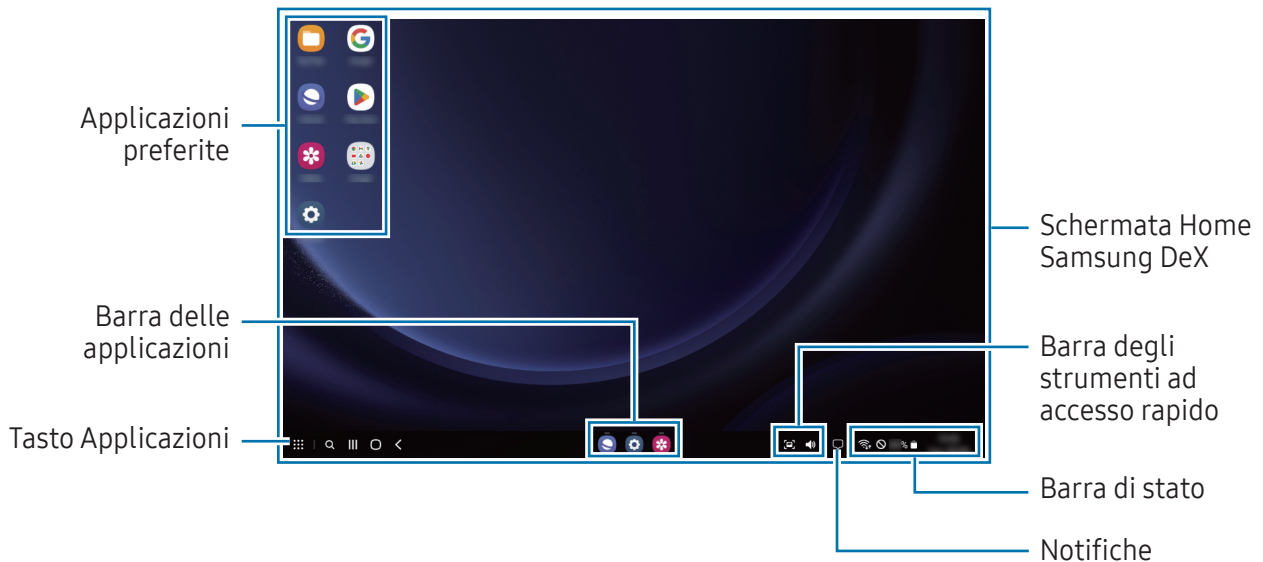 Applicazioni
preferite
Barra delle
applicazioni
Tasto Applicazioni
Schermata Home
Samsung DeX
Barra degli
strumenti ad
accesso rapido
%
Barra di stato
Notifiche